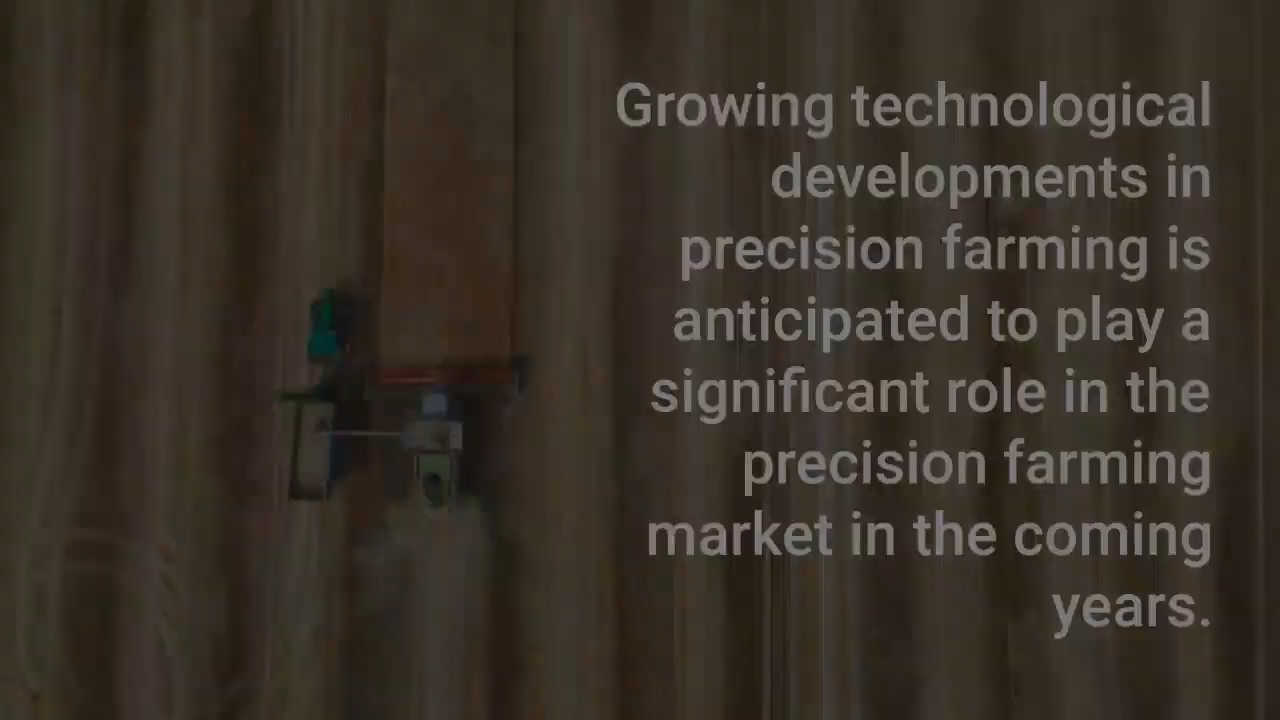 Growing technological
developments in
precision farming is
anticipated to play a
significant role in the
precision farming
market in the coming
years.